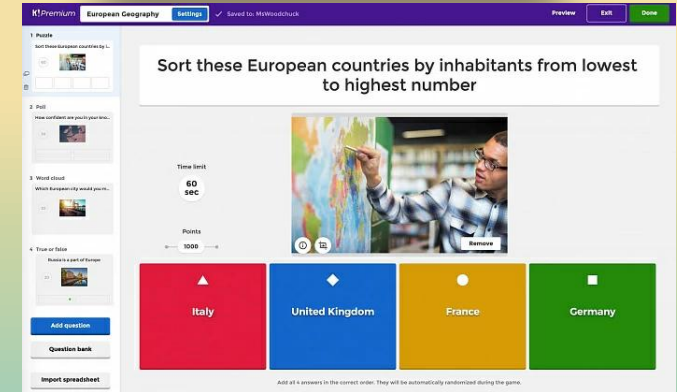 K!Premium
European Geography
Settings
Saved to: MsWoodchuck
Preview
Exit
Done
1 Puzzle
Sort these European countries by i...
2 Poll
How confident are you in your kno...
3 Word cloud
Which European city would you m...
4 True or false
Russia is a part of Europe
Add question
Question bank
Import spreadsheet
Sort these European countries by inhabitants from lowest
to highest number
Time limit
60
sec
Points
1000
Remove
Italy
United Kingdom
France
Germany
Add all 4 answers in the correct order. They will be automatically randomized during the game.